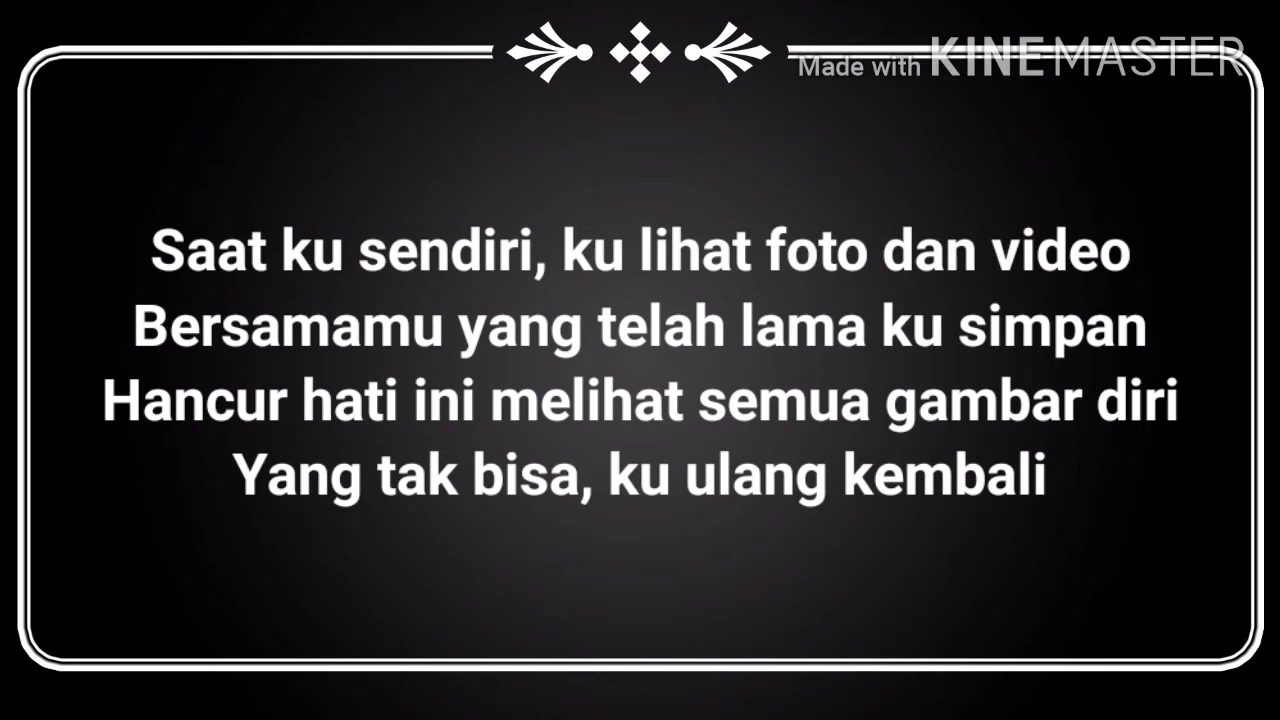 Made with KINEMASTER
Saat ku sendiri, ku lihat foto dan video
Bersamamu yang telah lama ku simpan
Hancur hati ini melihat semua gambar diri
Yang tak bisa, ku ulang kembali